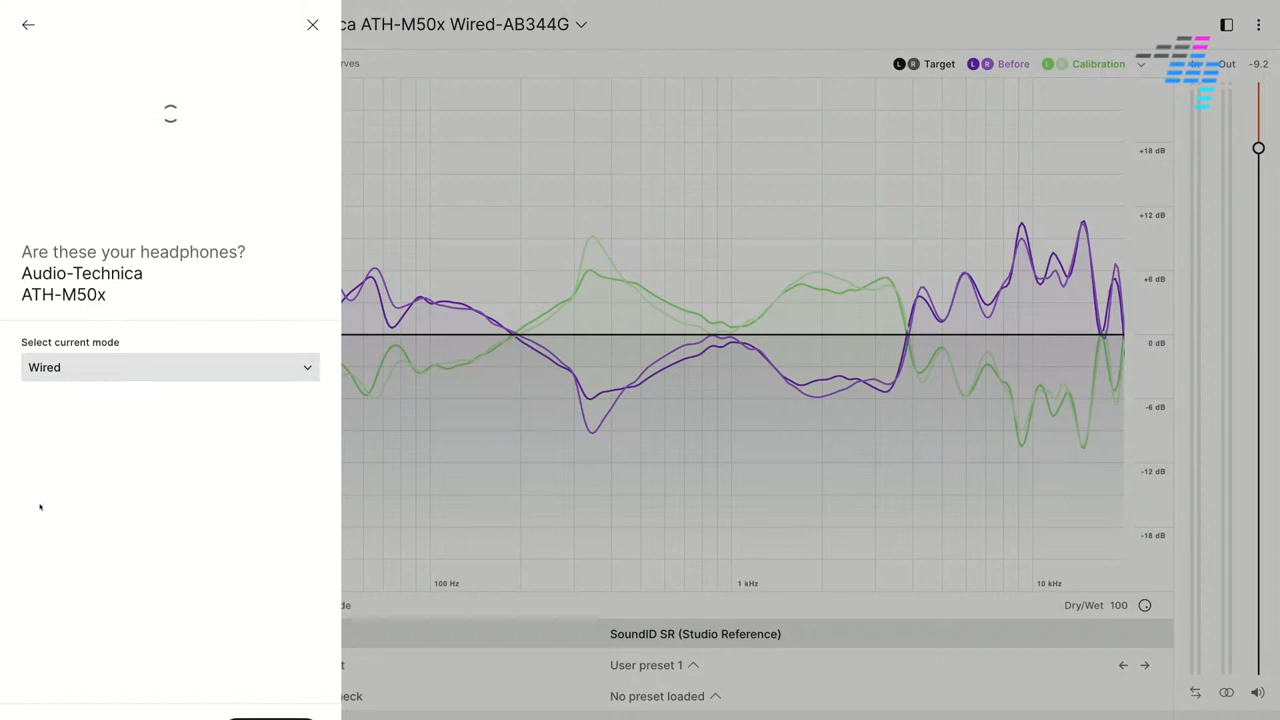 ca ATH-M50x Wired-AB344G
rves
Target
Before
Calibration
In
Out
-9.2
L R
L R
L R
+18 dB
+12 dB
+6 dB
0 dB
-6 dB
-12 dB
-18 dB
Are these your headphones?
Audio-Technica
ATH-M50x
Select current mode
Wired
100 Hz
1 kHz
10 kHz
de
Dry/Wet 100
SoundID SR (Studio Reference)
t
User preset 1
heck
No preset loaded